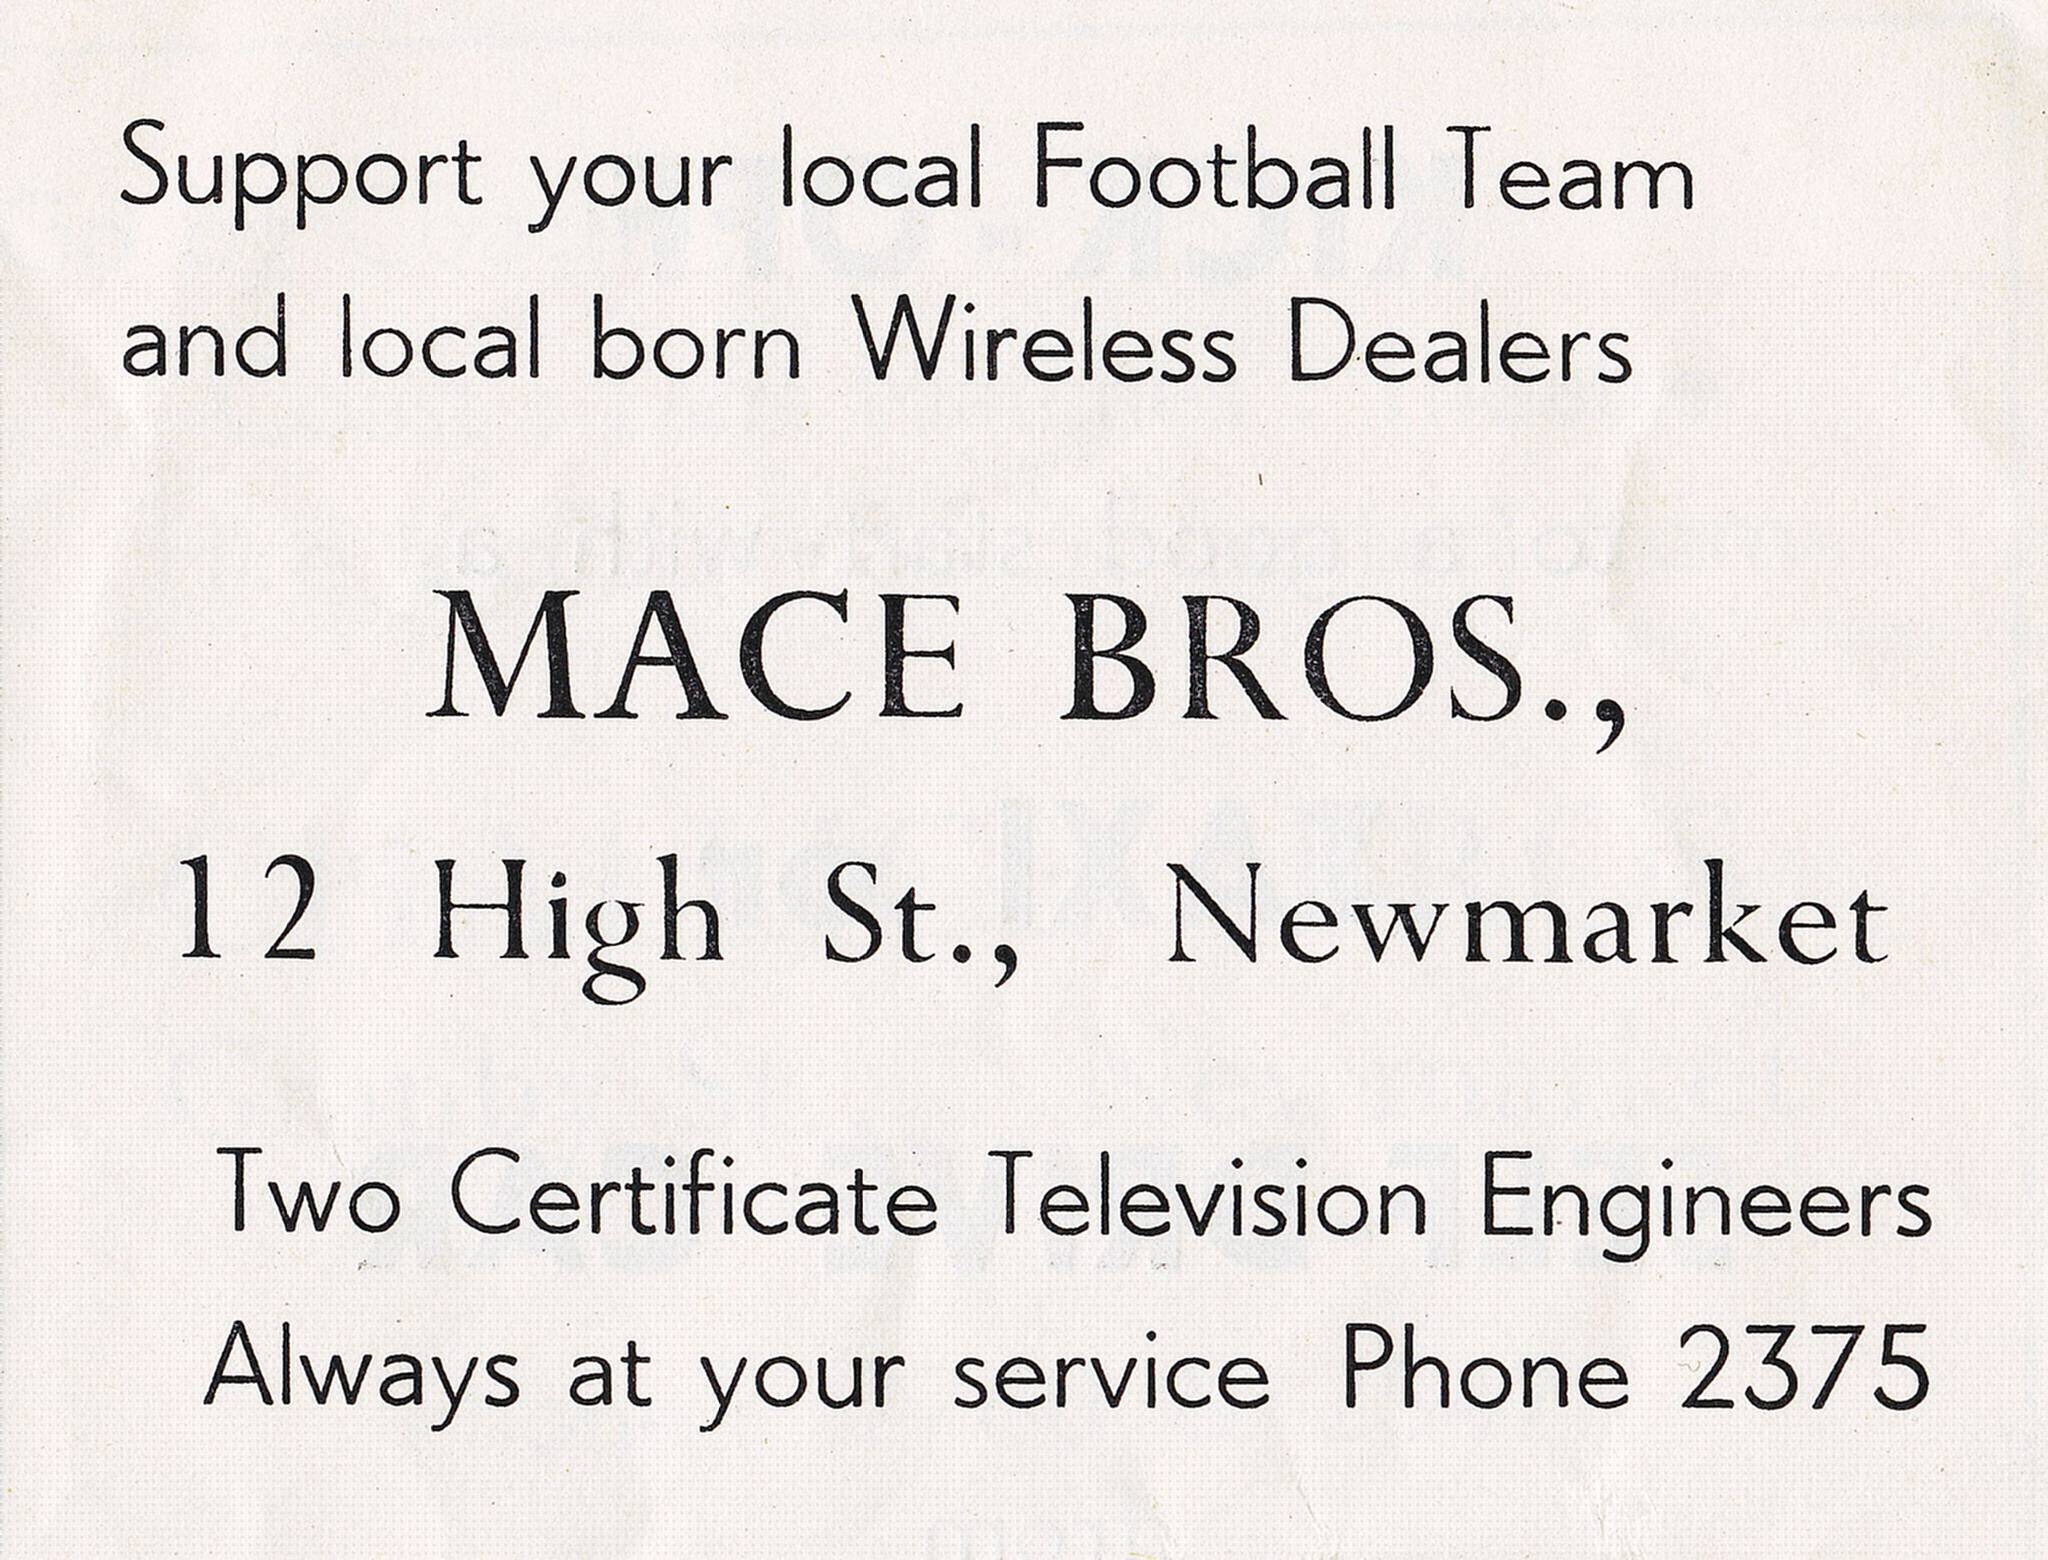 Support your local Football Team
and local born Wireless Dealers
MACE BROS.,
12 High St., Newmarket
Two Certificate Television Engineers
Always at your service Phone 2375